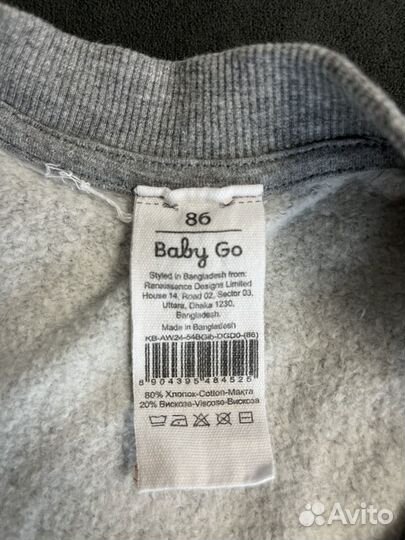 86
Baby Go
Styled in Bangladesh from:
Renaissance Designs Limited
House 14, Road 02, Sector 03,
Uttara, Dhaka 1230,
Bangladesh.
Made in Bangladesh
8 904395 484525
80% Хлопок-Cotton-Мақта
20% Вискоза-Viscose-Вискоза
Avito